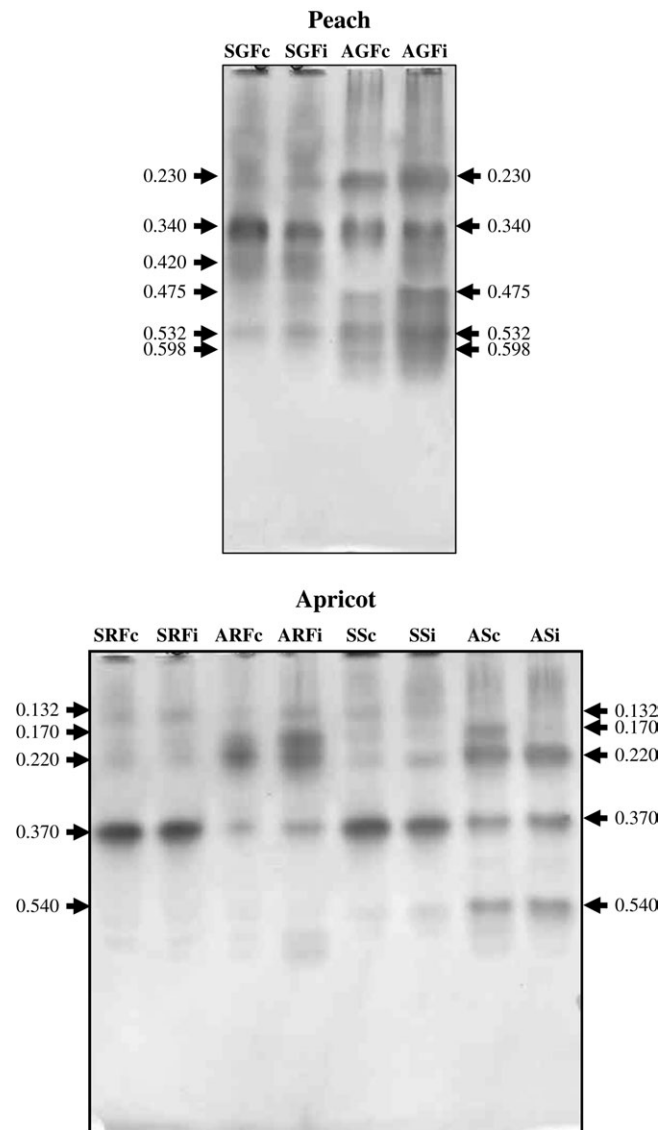 Peach
SGFc SGFi AGFc AGFi
0.230 0.230
0.340 0.340
0.420
0.475 0.475
0.532 0.532
0.598 0.598
Apricot
SRFc SRFi ARFc ARFi SSc SSi ASc ASi
0.132 0.132
0.170 0.170
0.220 0.220
0.370 0.370
0.540 0.540